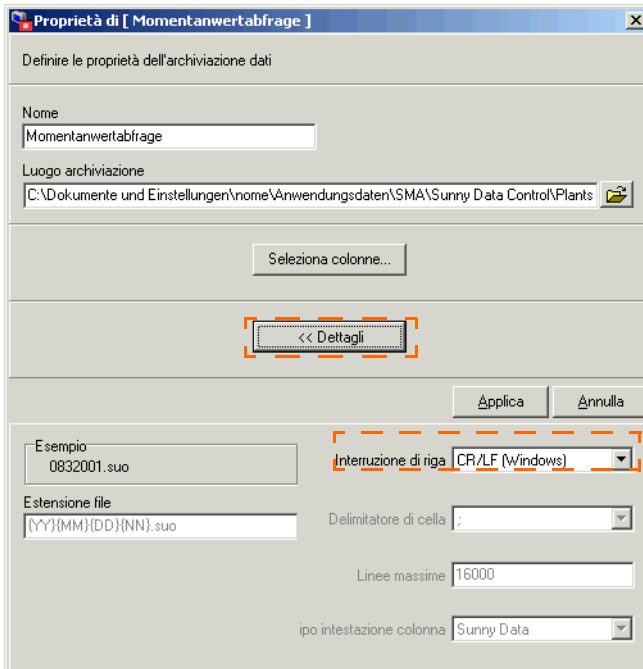 Proprietà di [ Momentanwertabfrage ]
Definire le proprietà dell'archiviazione dati
Nome
Momentanwertabfrage
Luogo archiviazione
C:\Dokumente und Einstellungen\nome\Anwendungsdaten\SMA\Sunny Data Control\Plants
Seleziona colonne...
<< Dettagli
Applica
Annulla
Esempio
0832001.suo
Interruzione di riga
CR/LF (Windows)
Estensione file
{YY}{MM}{DD}{NN}.suo
Delimitatore di cella
;
Linee massime
16000
ipo intestazione colonna
Sunny Data